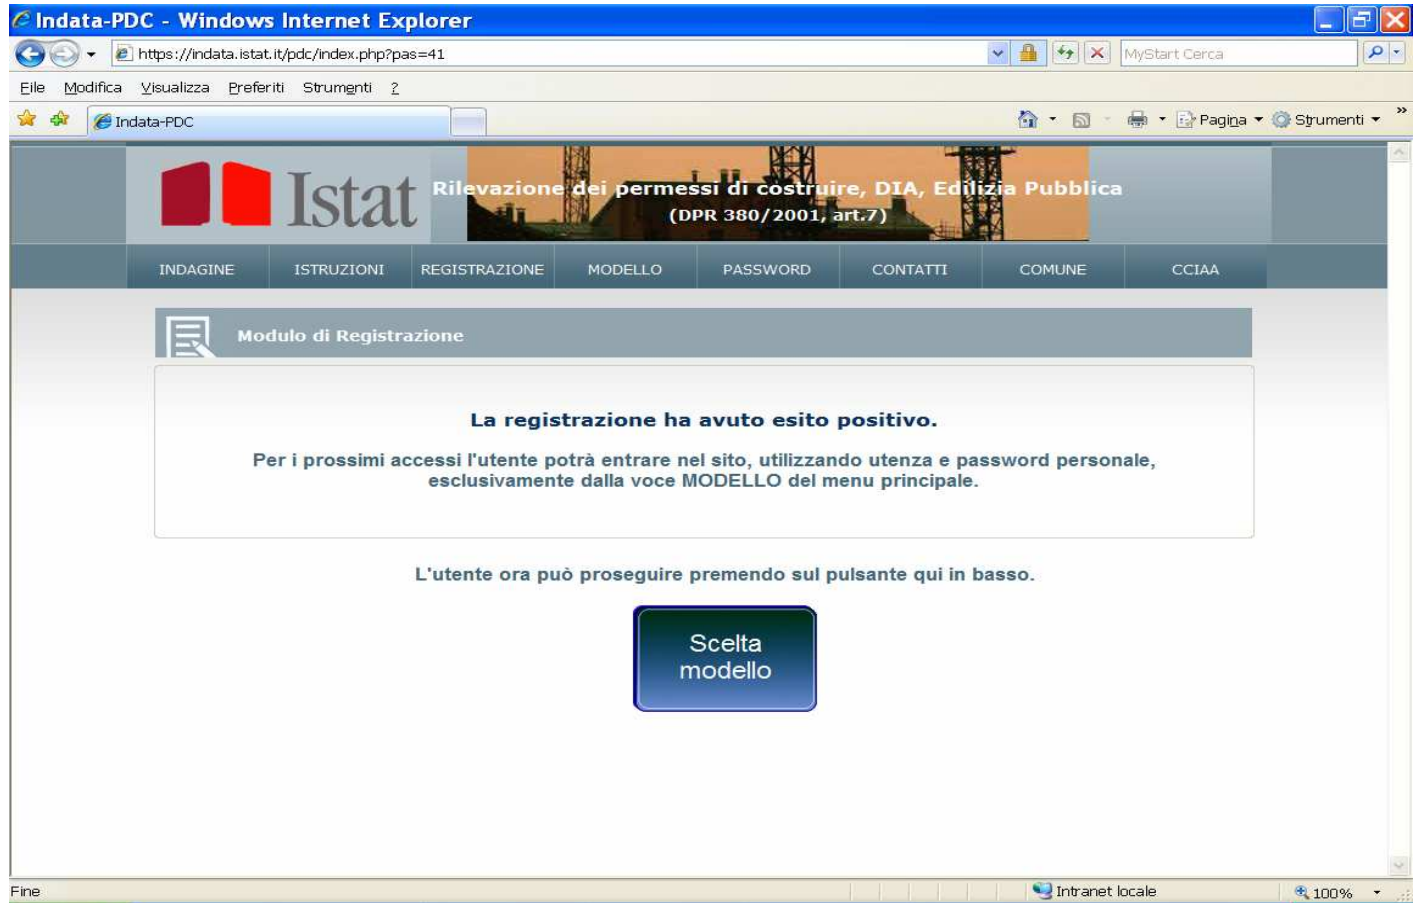 Indata-PDC - Windows Internet Explorer
https://indata.istat.it/pdc/index.php?pas=41
MyStart Cerca
File Modifica Visualizza Preferiti Strumenti ?
Indata-PDC
Pagina Strumenti »
Istat
Rilevazione dei permessi di costruire, DIA, Edilizia Pubblica
(DPR 380/2001, art.7)
INDAGINE ISTRUZIONI REGISTRAZIONE MODELLO PASSWORD CONTATTI COMUNE CCIAA
Modulo di Registrazione
La registrazione ha avuto esito positivo.
Per i prossimi accessi l'utente potrà entrare nel sito, utilizzando utenza e password personale,
esclusivamente dalla voce MODELLO del menu principale.
L'utente ora può proseguire premendo sul pulsante qui in basso.
Scelta
modello
Fine
Intranet locale
100%